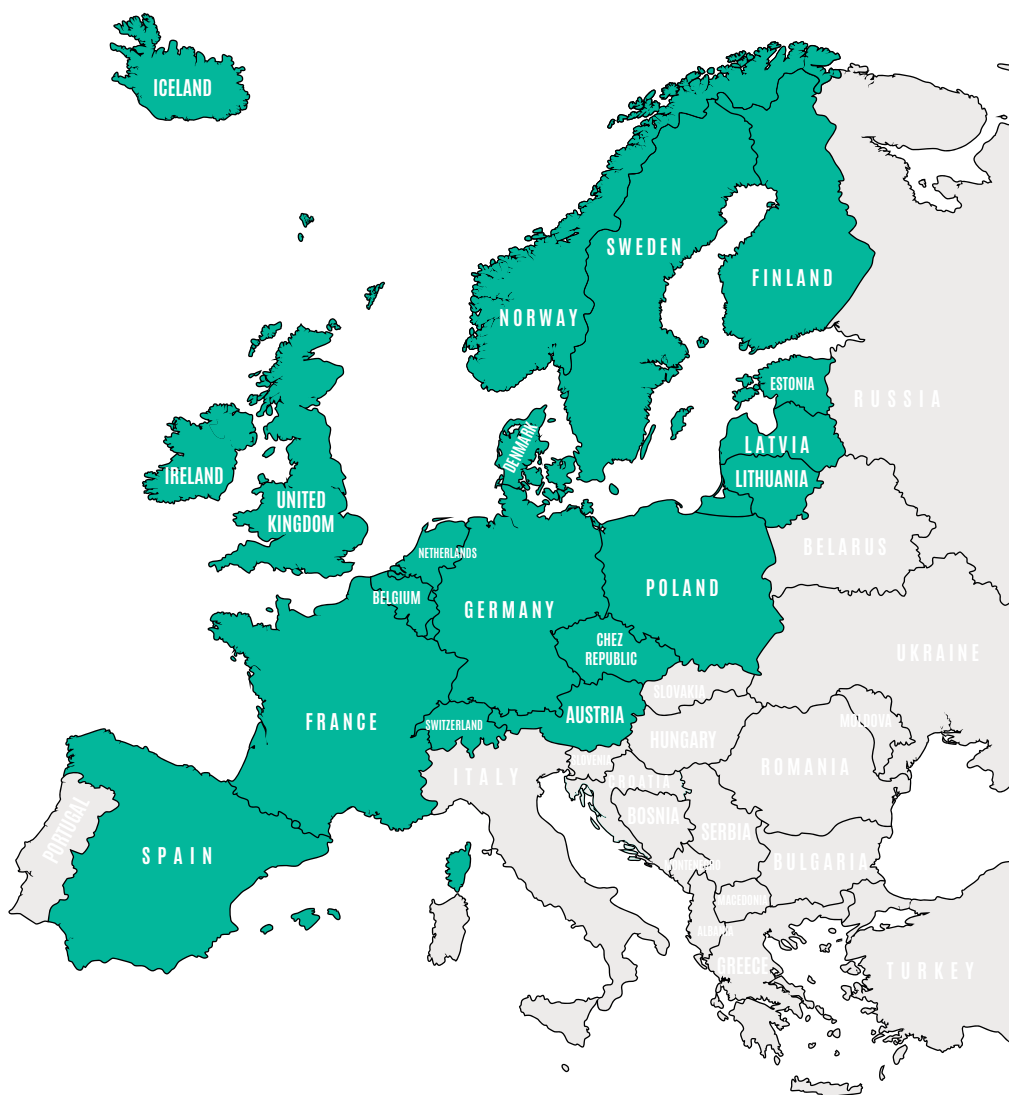 ICELAND
SWEDEN
FINLAND
NORWAY
ESTONIA
RUSSIA
LATVIA
DENMARK
IRELAND
LITHUANIA
UNITED
KINGDOM
BELARUS
NETHERLANDS
POLAND
BELGIUM
GERMANY
CHEZ
REPUBLIC
UKRAINE
SLOVAKIA
FRANCE
SWITZERLAND
AUSTRIA
MOLDOVA
HUNGARY
SLOVENIA
ROMANIA
ITALY
CROATIA
PORTUGAL
BOSNIA
SERBIA
SPAIN
MONTENEGRO
BULGARIA
MACEDONIA
ALBANIA
GREECE
TURKEY